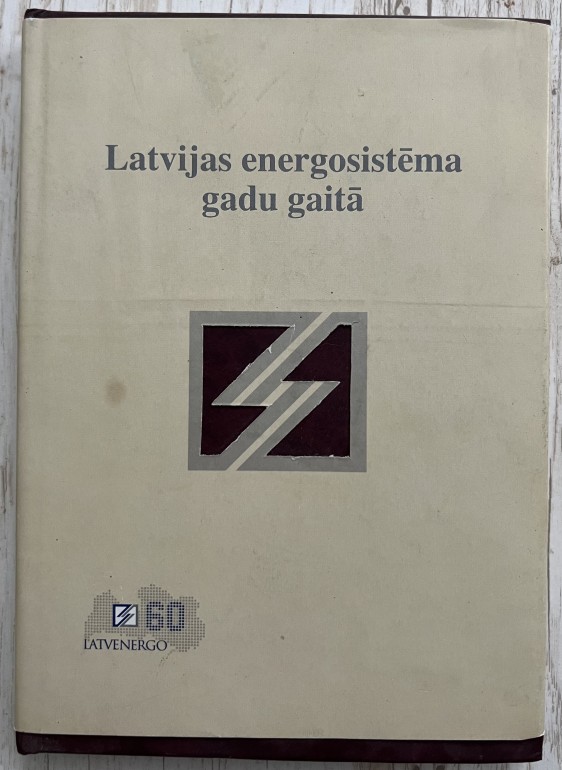 Latvijas energosistēma
gadu gaitā
60
LATVENERGO